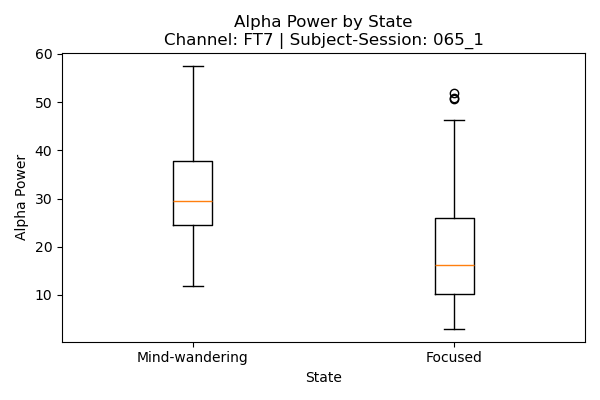 Alpha Power by State
Channel: FT7 | Subject-Session: 065_1
Alpha Power
60
50
40
30
20
10
Mind-wandering
Focused
State